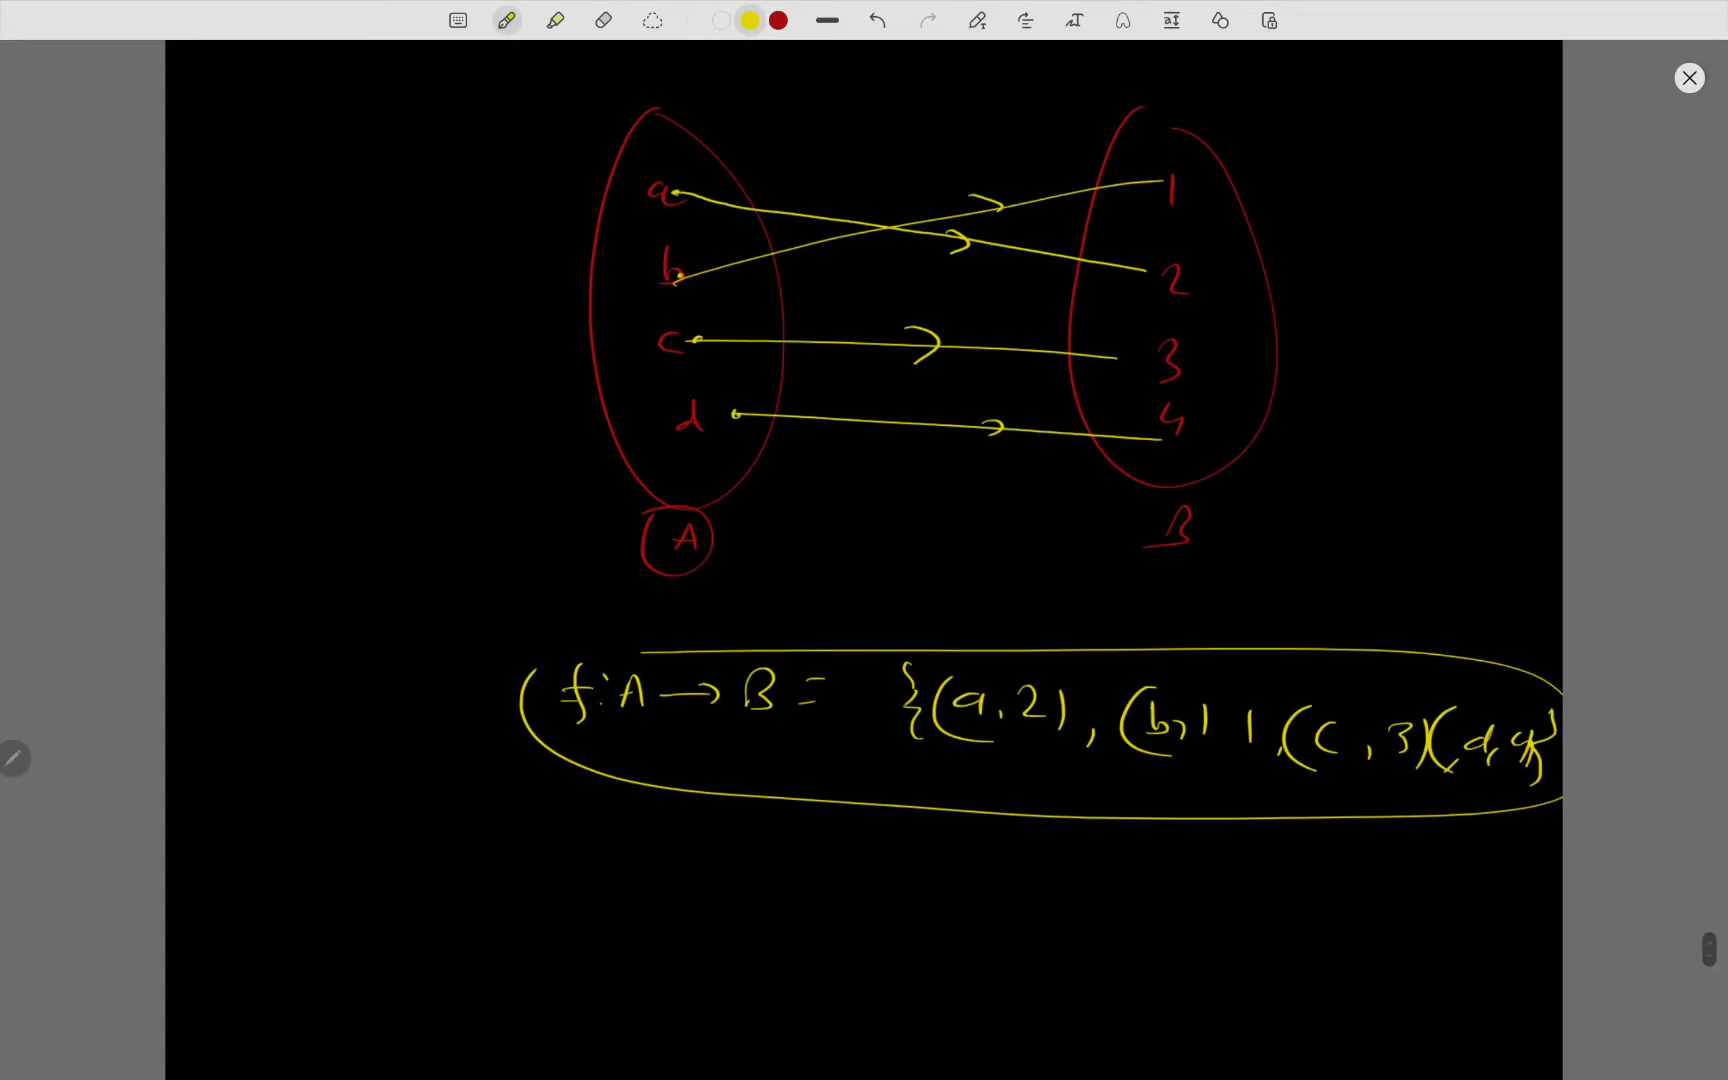 a 1
b 2
c 3
d 4
A B
f: A → B = {(a, 2), (b, 1), (c, 3) (d, 4)}